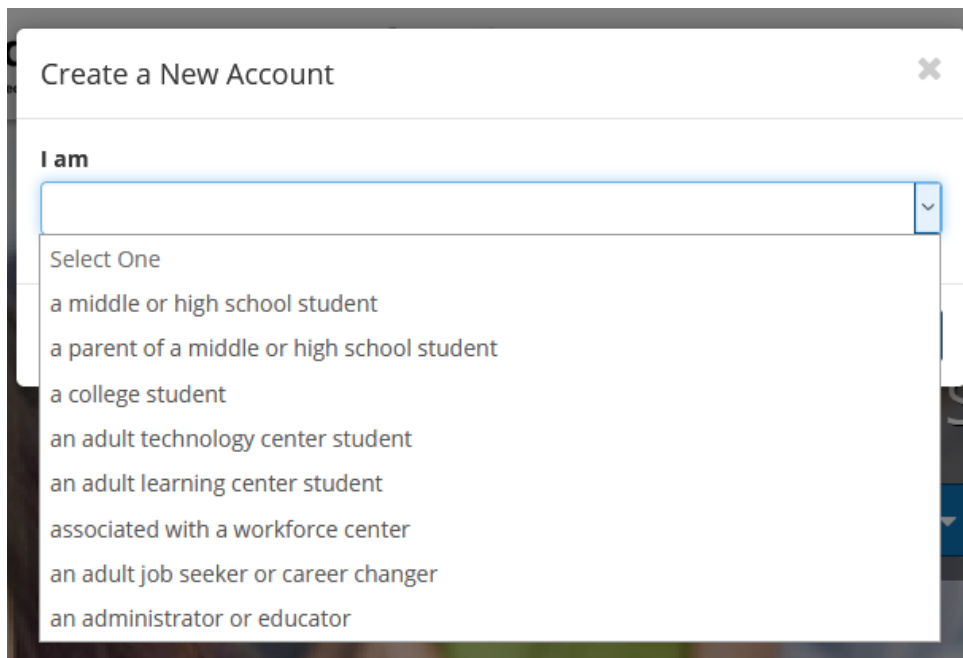 Create a New Account
I am
Select One
a middle or high school student
a parent of a middle or high school student
a college student
an adult technology center student
an adult learning center student
associated with a workforce center
an adult job seeker or career changer
an administrator or educator